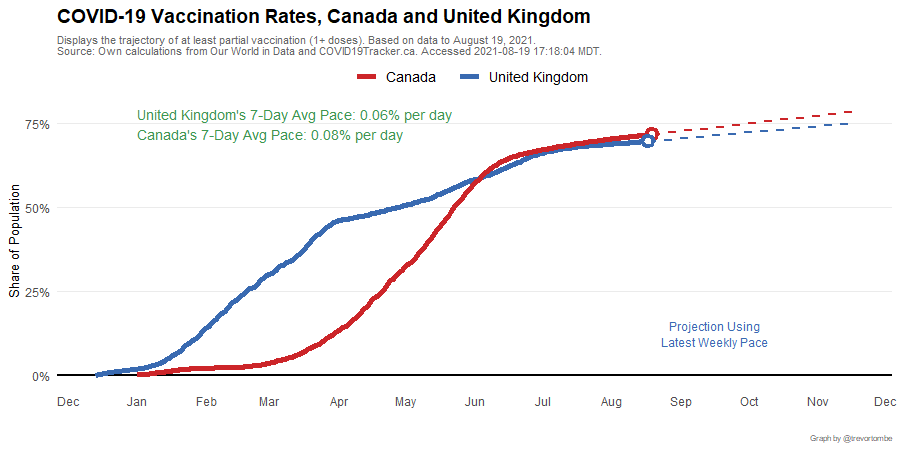 COVID-19 Vaccination Rates, Canada and United Kingdom
Displays the trajectory of at least partial vaccination (1+ doses). Based on data to August 19, 2021.
Source: Own calculations from Our World in Data and COVID19Tracker.ca. Accessed 2021-08-19 17:18:04 MDT.
Canada United Kingdom
United Kingdom's 7-Day Avg Pace: 0.06% per day
Canada's 7-Day Avg Pace: 0.08% per day
75%
50%
25%
0%
Share of Population
Projection Using
Latest Weekly Pace
Dec Jan Feb Mar Apr May Jun Jul Aug Sep Oct Nov Dec
Graph by @trevortombe